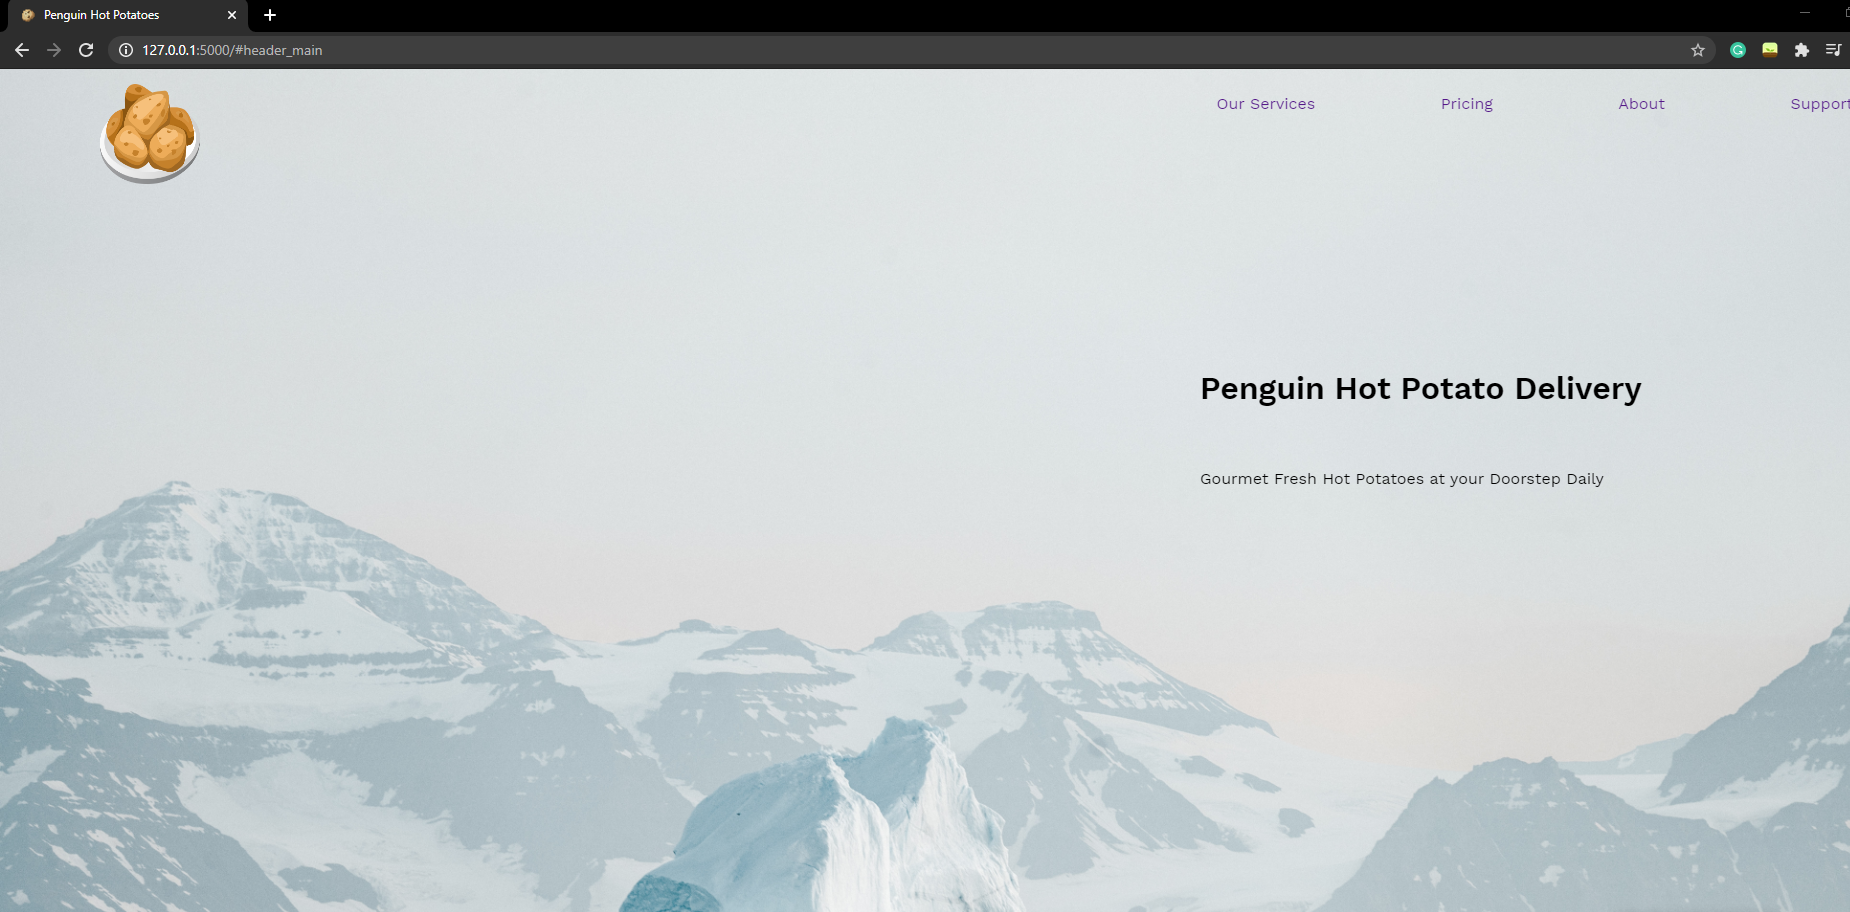 Penguin Hot Potatoes
127.0.0.1:5000/#header_main
Our Services Pricing About Support
Penguin Hot Potato Delivery
Gourmet Fresh Hot Potatoes at your Doorstep Daily